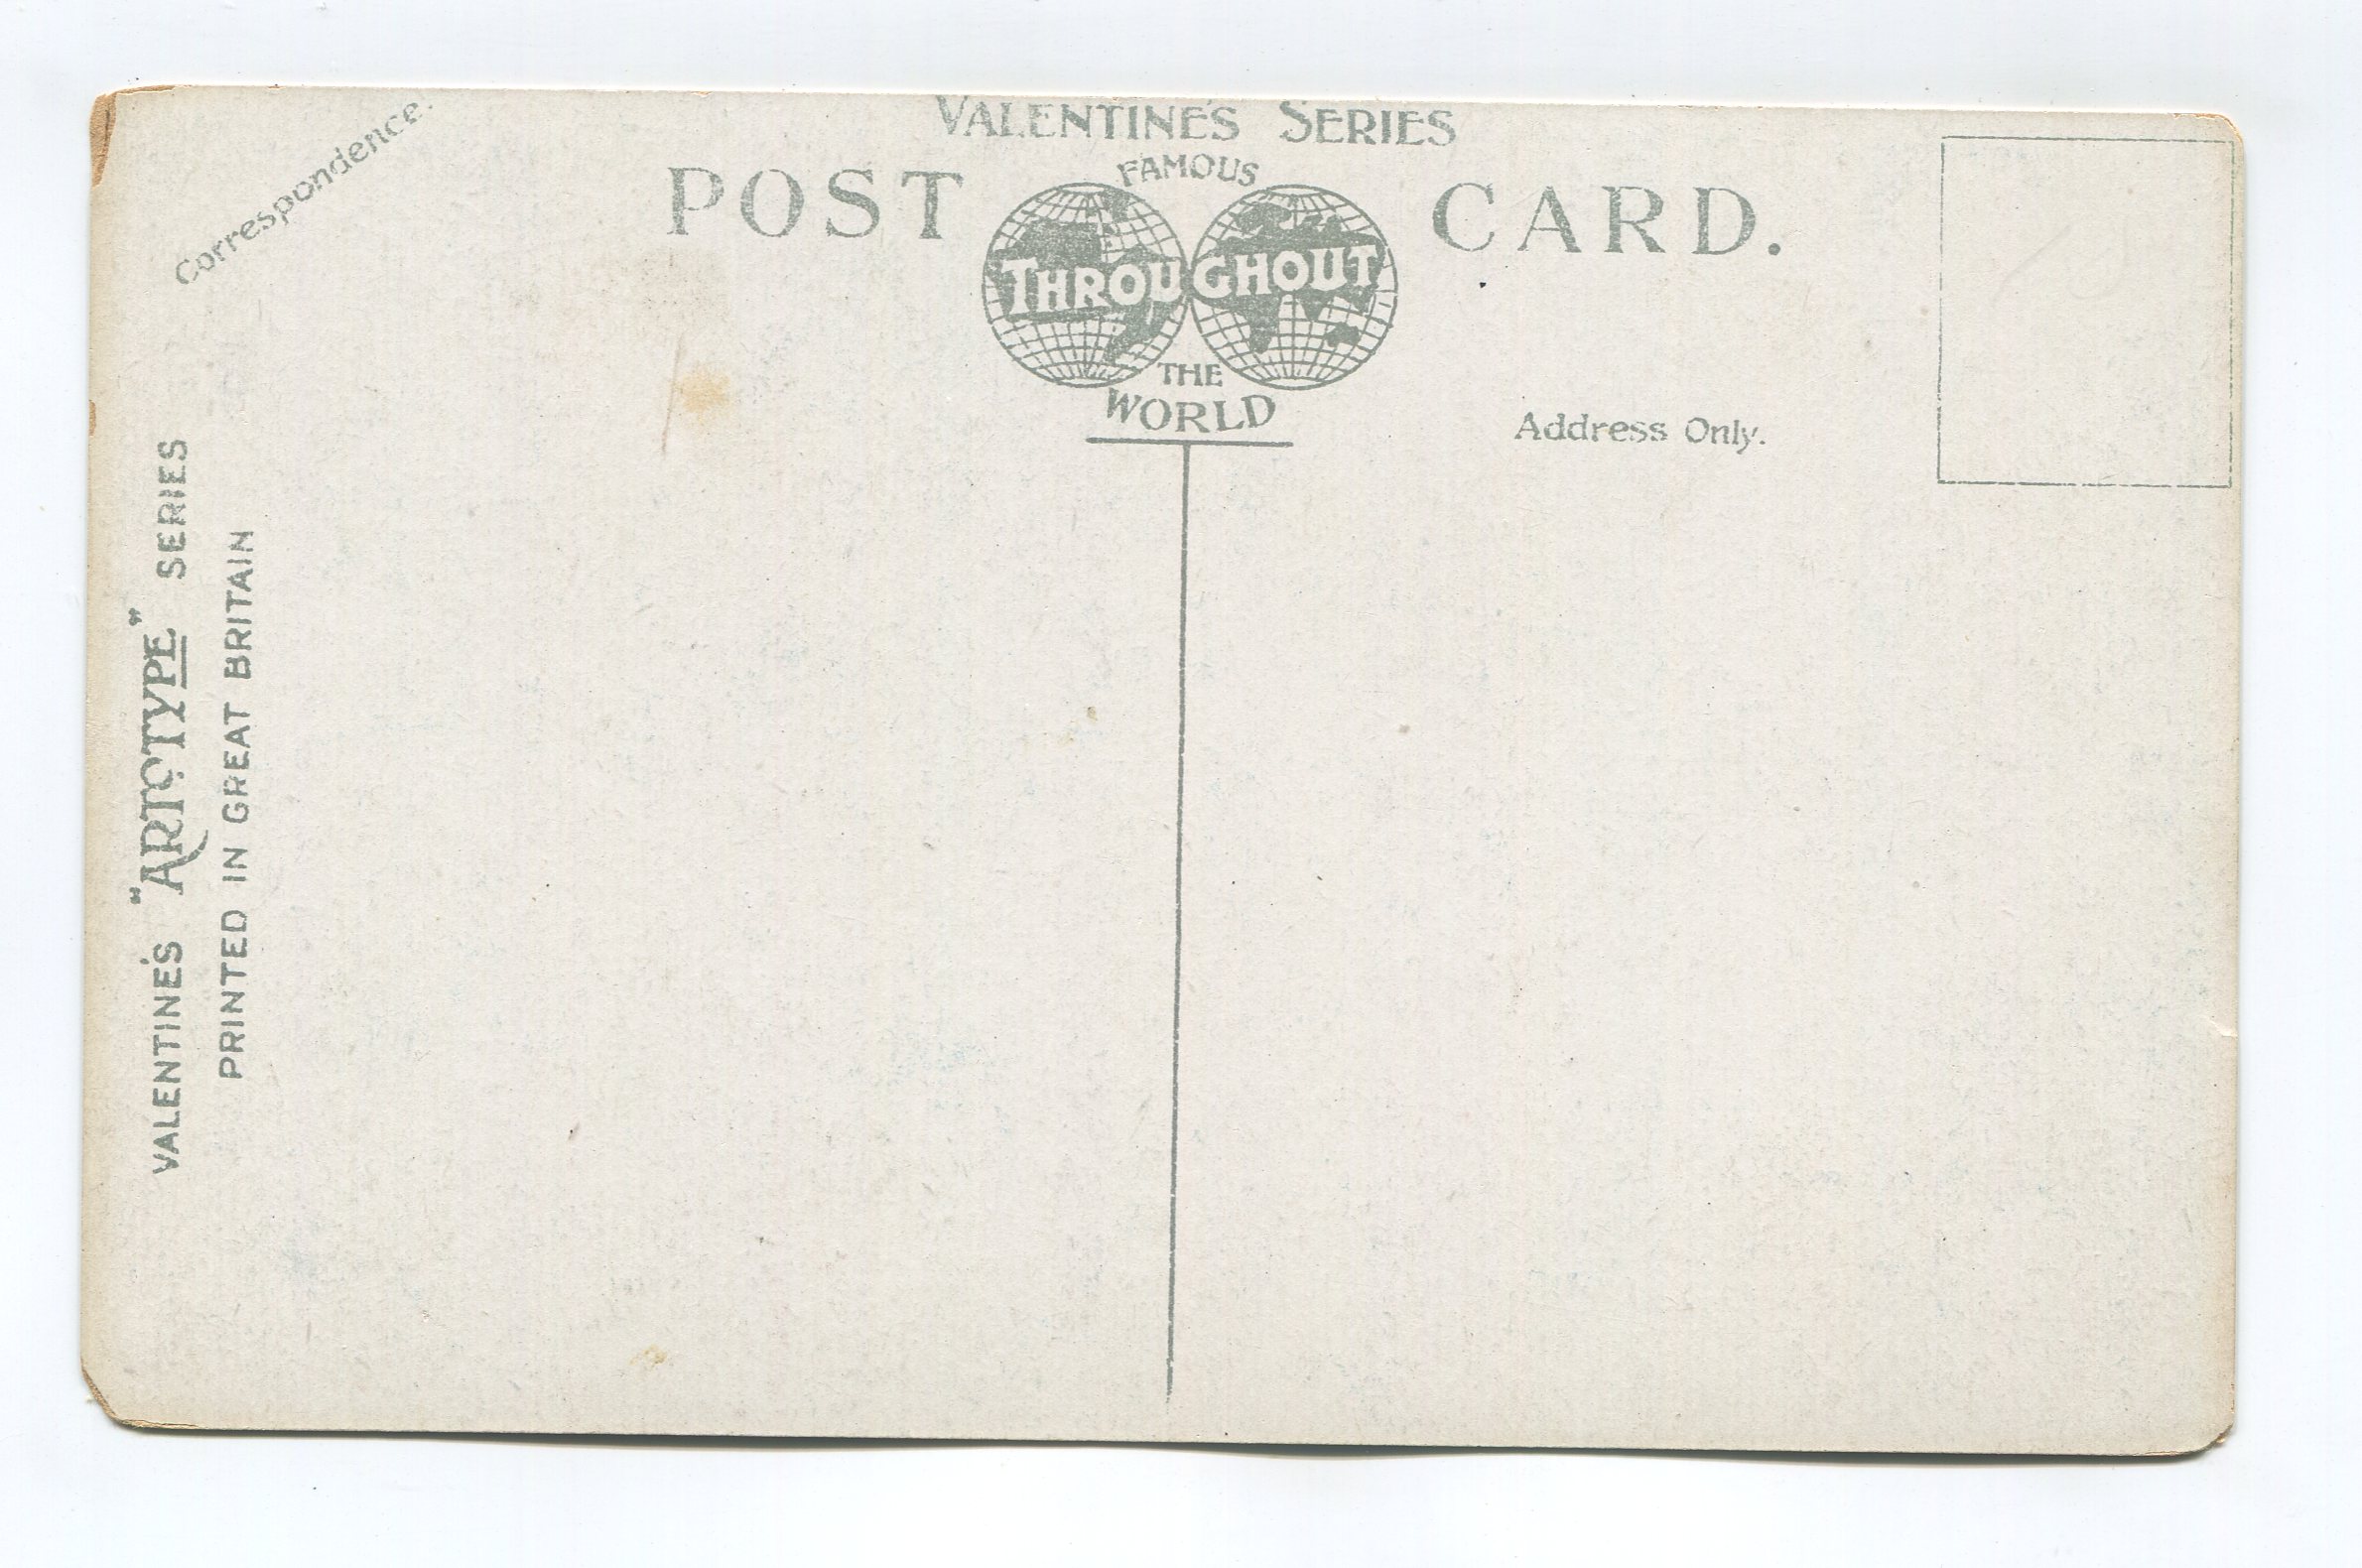 VALENTINE'S SERIES
FAMOUS
POST CARD.
THROUGHOUT
THE
WORLD
Correspondence.
Address Only.
VALENTINE'S "ARTOTYPE" SERIES
PRINTED IN GREAT BRITAIN